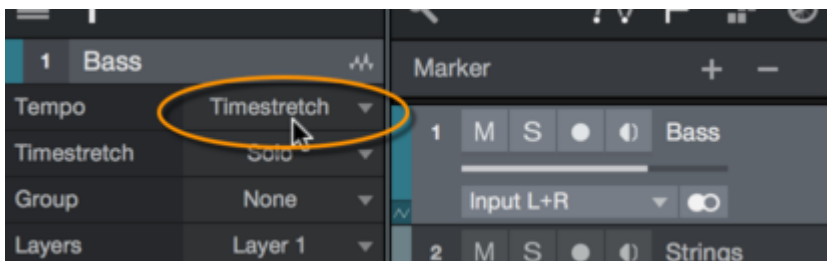 1 Bass
Tempo Timestretch
Timestretch Solo
Group None
Layers Layer 1
Marker + −
1 M S Bass
Input L+R
2 M S Strings